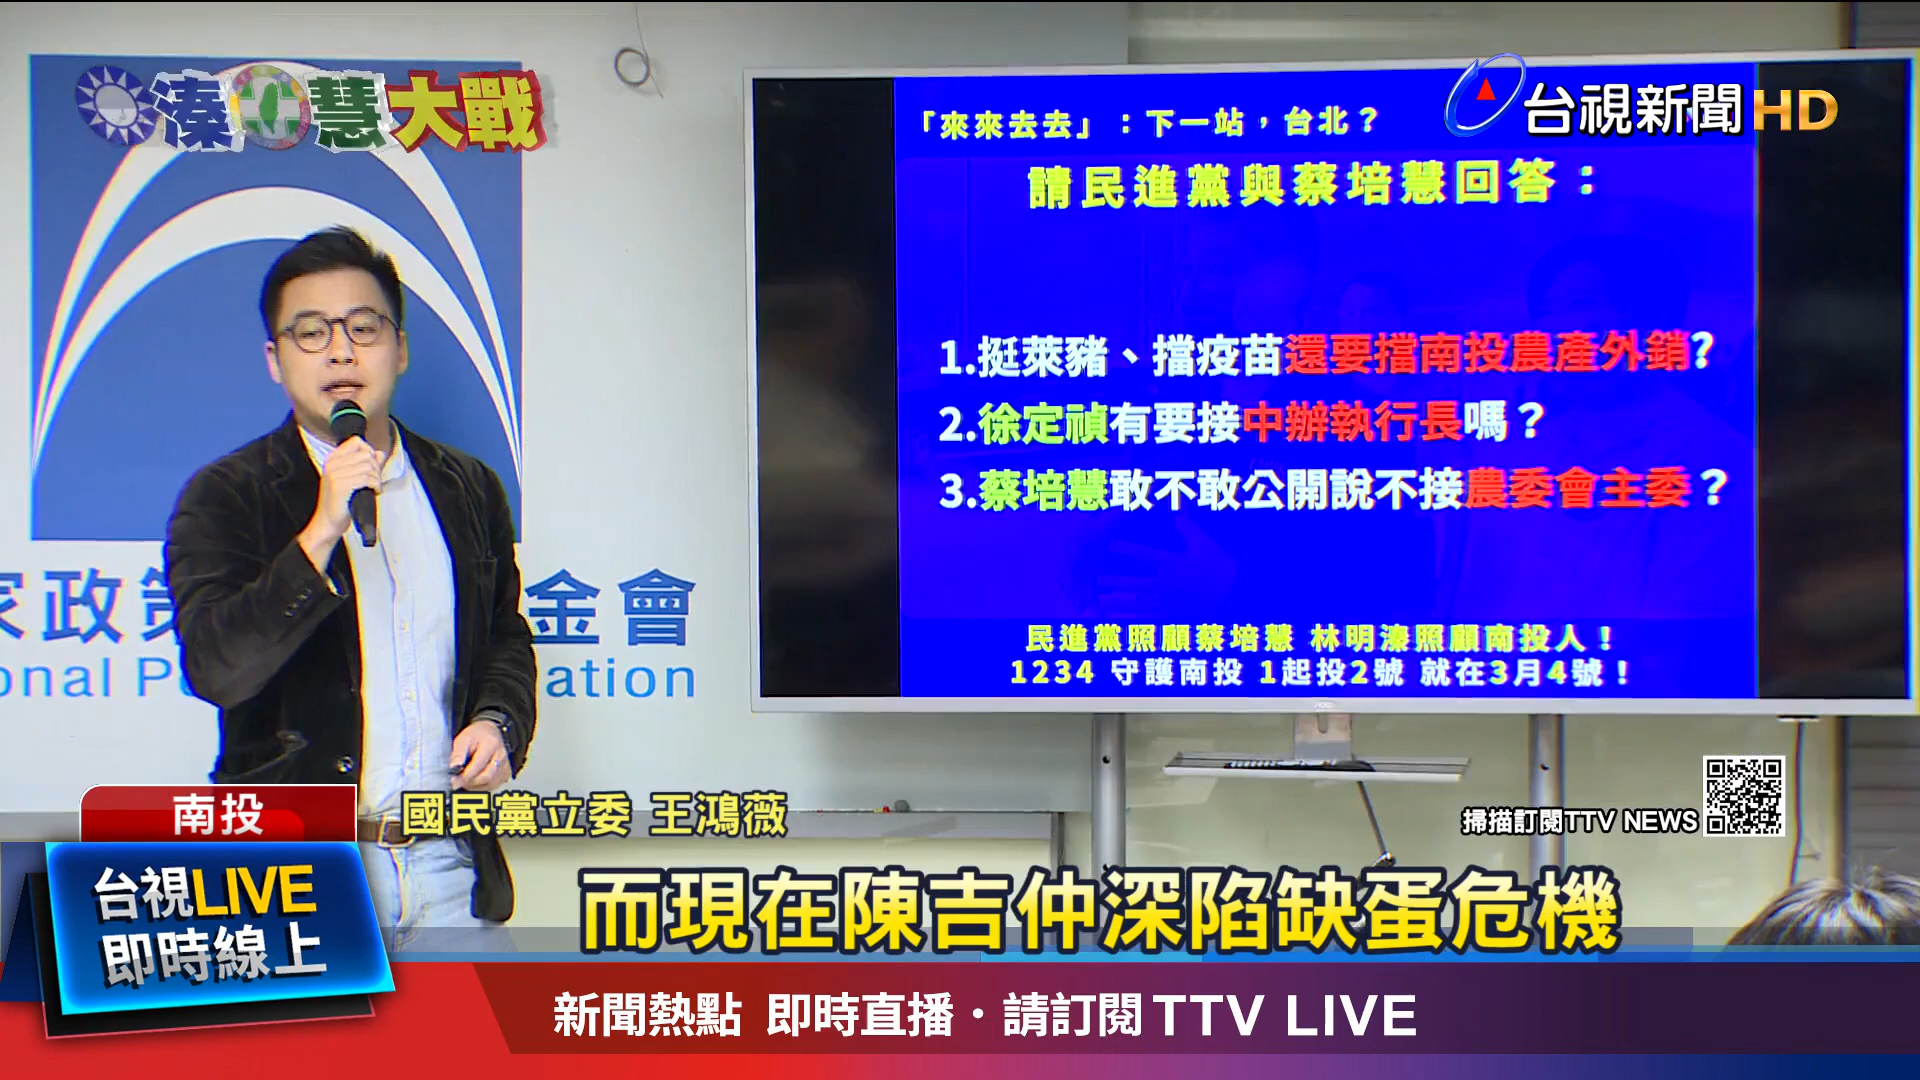 湊 慧大戰
台視新聞HD
「來來去去」：下一站，台北？
請民進黨與蔡培慧回答：
1.挺萊豬、擋疫苗還要擋南投農產外銷?
2.徐定禎有要接中辦執行長嗎？
3.蔡培慧敢不敢公開說不接農委會主委？
民進黨照顧蔡培慧 林明溱照顧南投人！
1234 守護南投 1起投2號 就在3月4號！
家政策 金會
onal P ation
掃描訂閱TTV NEWS
南投
國民黨立委 王鴻薇
台視LIVE
即時線上
而現在陳吉仲深陷缺蛋危機
新聞熱點 即時直播·請訂閱TTV LIVE